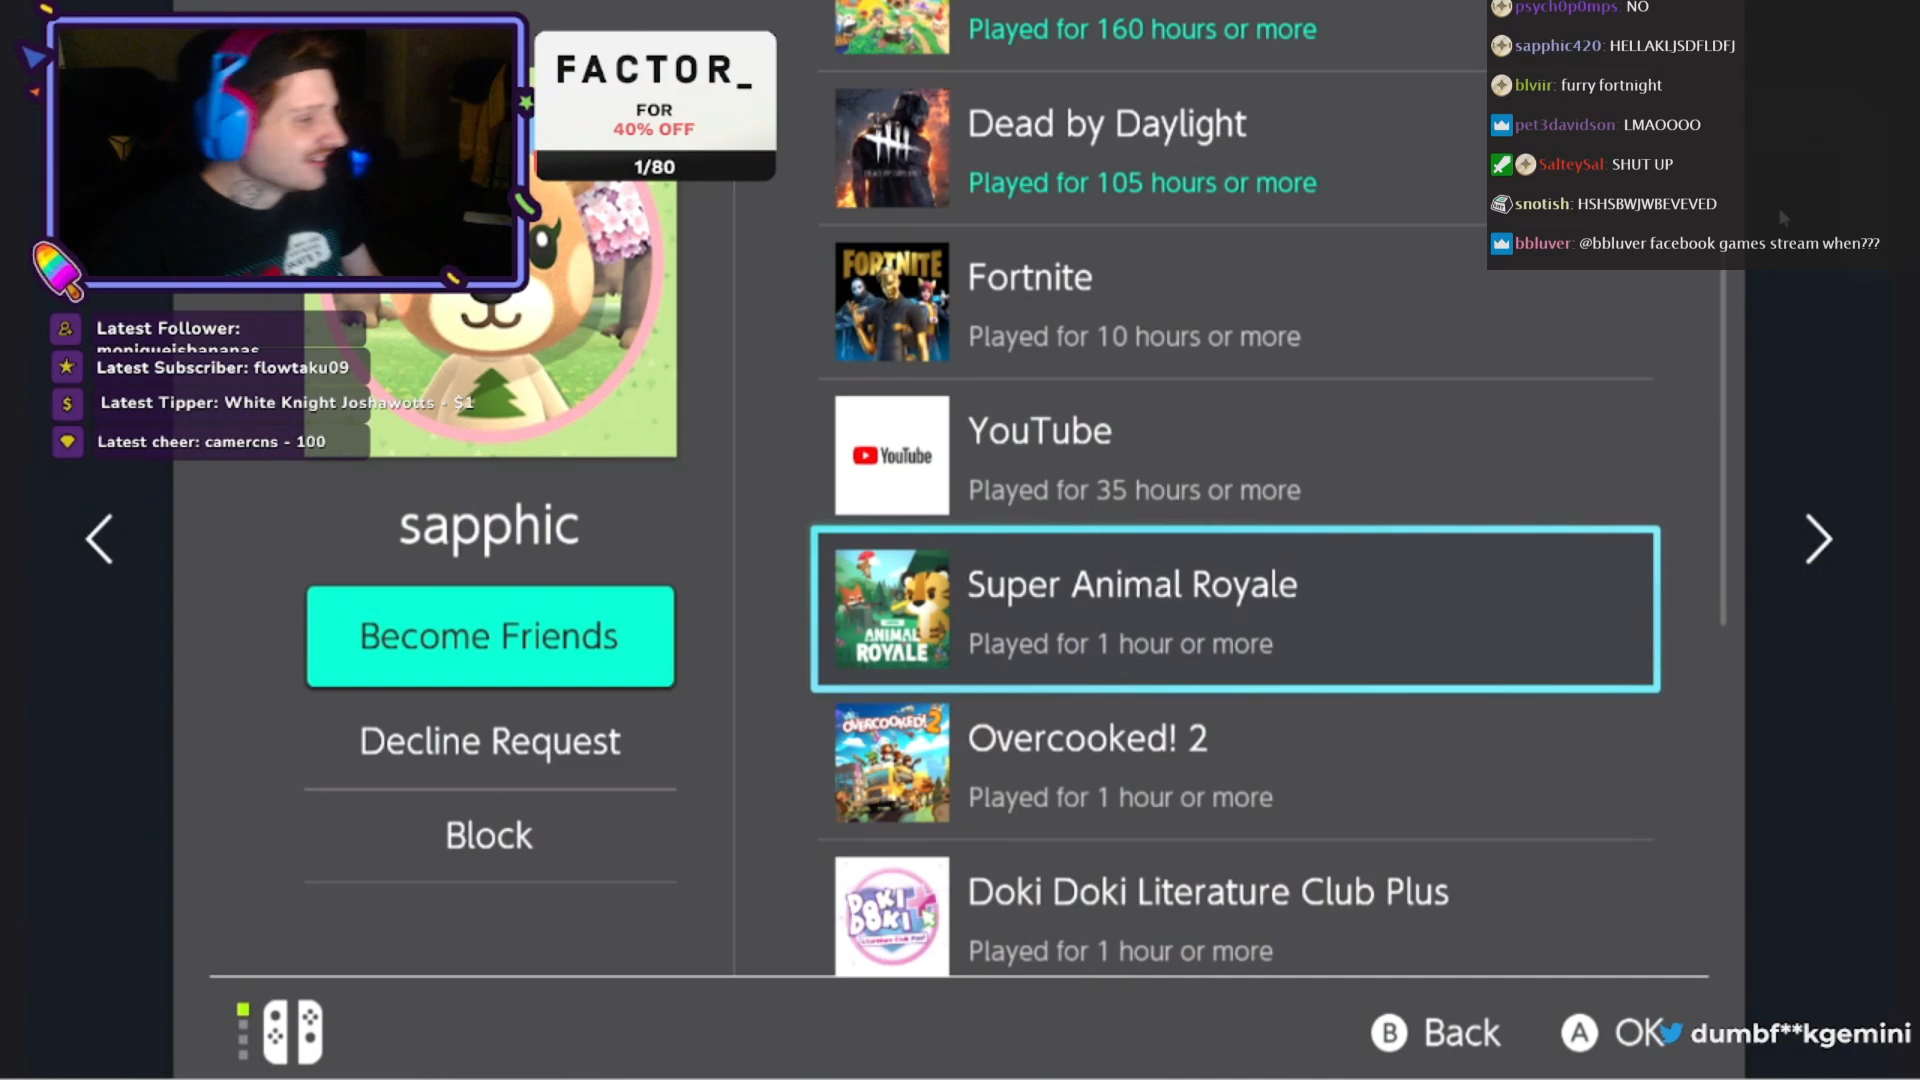 FACTOR_
FOR
40% OFF
1/80
Latest Follower:
moniqueisbananas
Latest Subscriber: flowtaku09
Latest Tipper: White Knight Joshawotts - $1
Latest cheer: camercns - 100
sapphic
Become Friends
Decline Request
Block
Played for 160 hours or more
Dead by Daylight
Played for 105 hours or more
FORTNITE
Fortnite
Played for 10 hours or more
YouTube
YouTube
Played for 35 hours or more
ANIMAL
ROYALE
Super Animal Royale
Played for 1 hour or more
OVERCOOKED! 2
Overcooked! 2
Played for 1 hour or more
DOKI
DOKI
Doki Doki Literature Club Plus
Played for 1 hour or more
psych0p0mps: NO
sapphic420: HELLAKLJSDFLDFJ
blviir: furry fortnight
pet3davidson: LMAOOOO
SalteySal: SHUT UP
snotish: HSHSBWJWBEVEVED
bbluver: @bbluver facebook games stream when???
B Back
A OK
dumbf**kgemini